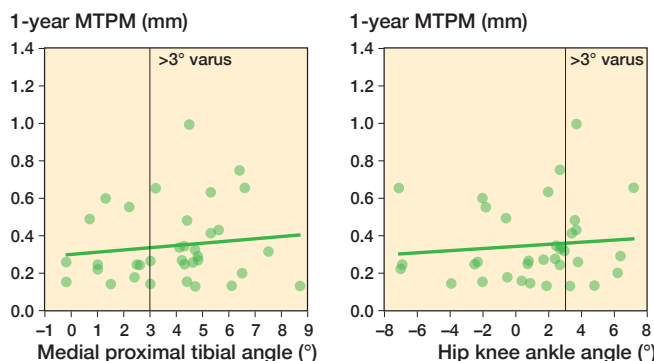 1-year MTPM (mm)
1.4
1.2
1.0
0.8
0.6
0.4
0.2
0.0
>3° varus
–1 0 1 2 3 4 5 6 7 8 9
Medial proximal tibial angle (°)
1-year MTPM (mm)
1.4
1.2
1.0
0.8
0.6
0.4
0.2
0.0
>3° varus
–8 –6 –4 –2 0 2 4 6 8
Hip knee ankle angle (°)